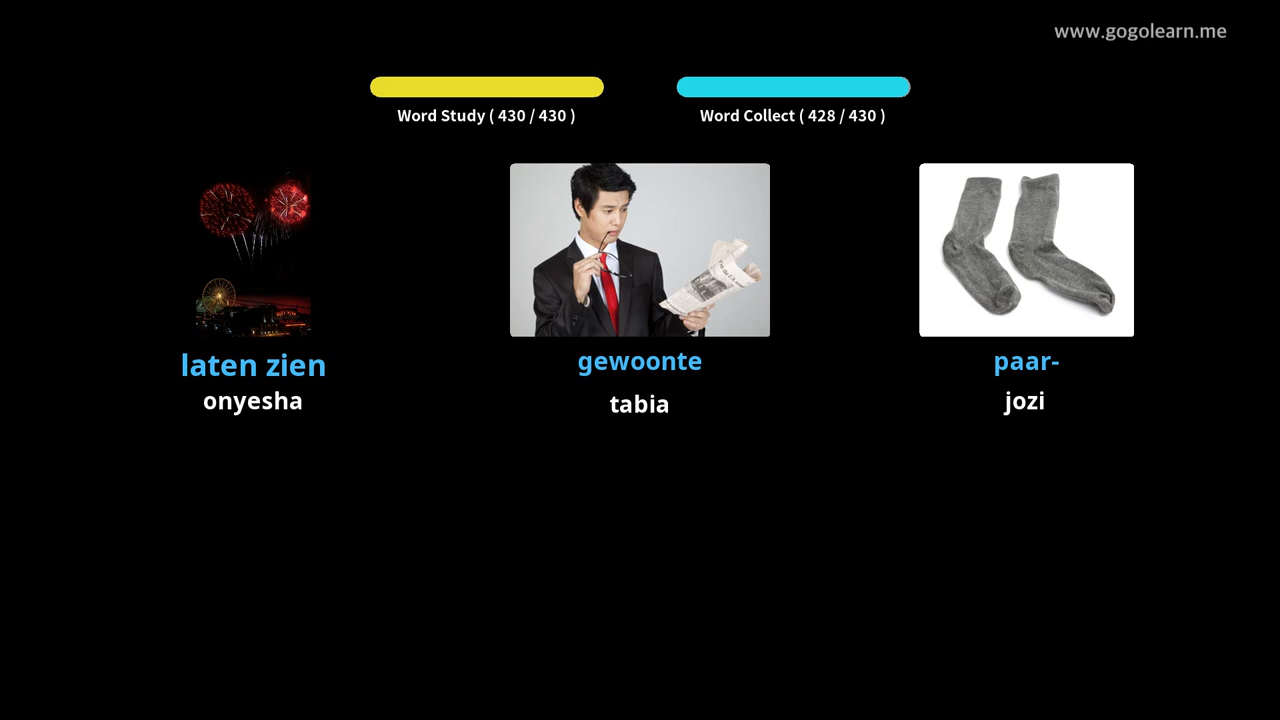 www.gogolearn.me
Word Study ( 430 / 430 )
Word Collect ( 428 / 430 )
laten zien
onyesha
gewoonte
tabia
paar-
jozi